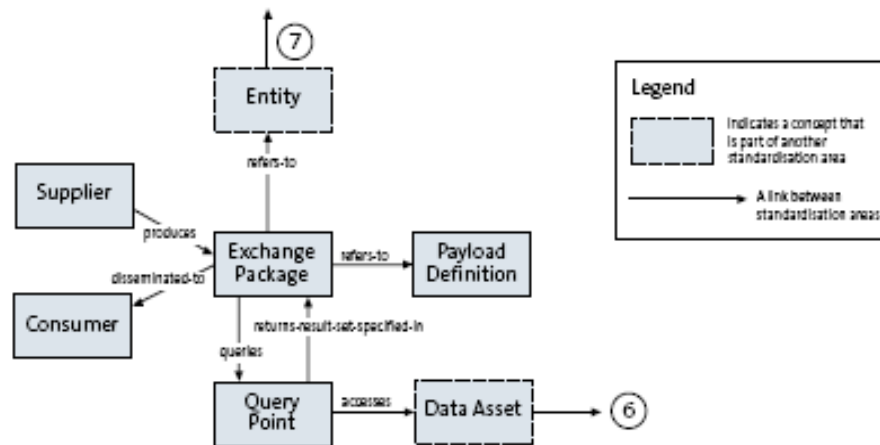 7
Entity
refers-to
Supplier
produces
Exchange
Package
refers-to
Payload
Definition
disseminated-to
Consumer
returns-result-set-specified-in
queries
Query
Point
accesses
Data Asset
6
Legend
Indicates a concept that
is part of another
standardisation area
A link between
standardisation areas